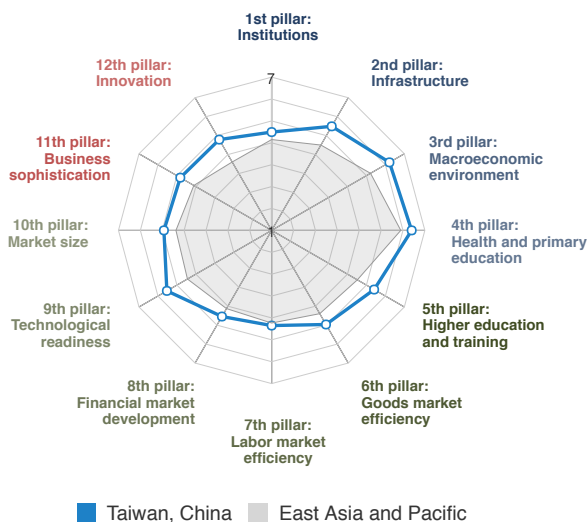 1st pillar:
Institutions
2nd pillar:
Infrastructure
3rd pillar:
Macroeconomic
environment
4th pillar:
Health and primary
education
5th pillar:
Higher education
and training
6th pillar:
Goods market
efficiency
7th pillar:
Labor market
efficiency
8th pillar:
Financial market
development
9th pillar:
Technological
readiness
10th pillar:
Market size
11th pillar:
Business
sophistication
12th pillar:
Innovation
7
1
Taiwan, China
East Asia and Pacific